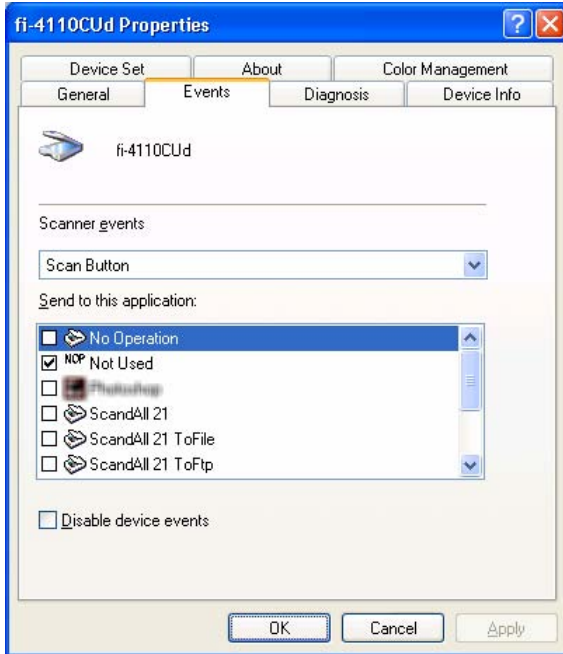 fi-4110CUd Properties
Device Set About Color Management
General Events Diagnosis Device Info
fi-4110CUd
Scanner events
Scan Button
Send to this application:
No Operation
NOP Not Used
ScandAll 21
ScandAll 21 ToFile
ScandAll 21 ToFtp
Disable device events
OK Cancel Apply